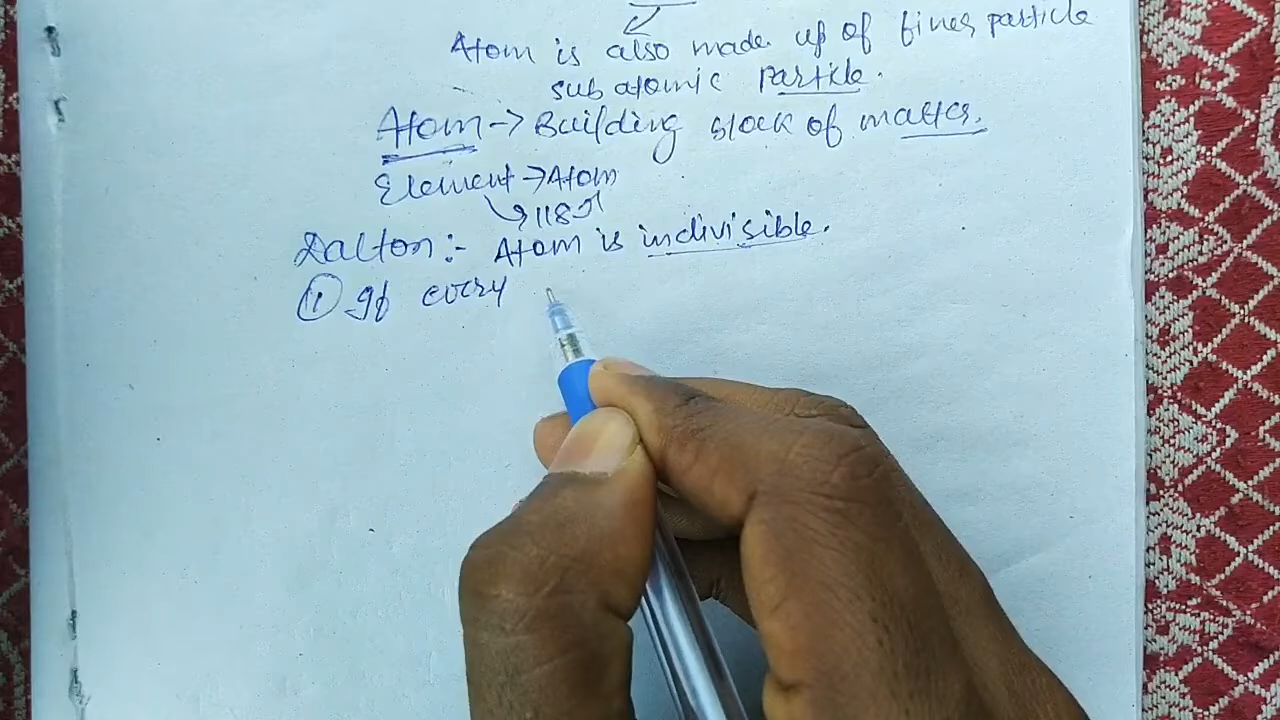 Atom is also made up of finer particle
sub atomic particle.
Atom → Building block of matter.
Element → Atom
→ 118
Dalton :- Atom is indivisible.
① If every